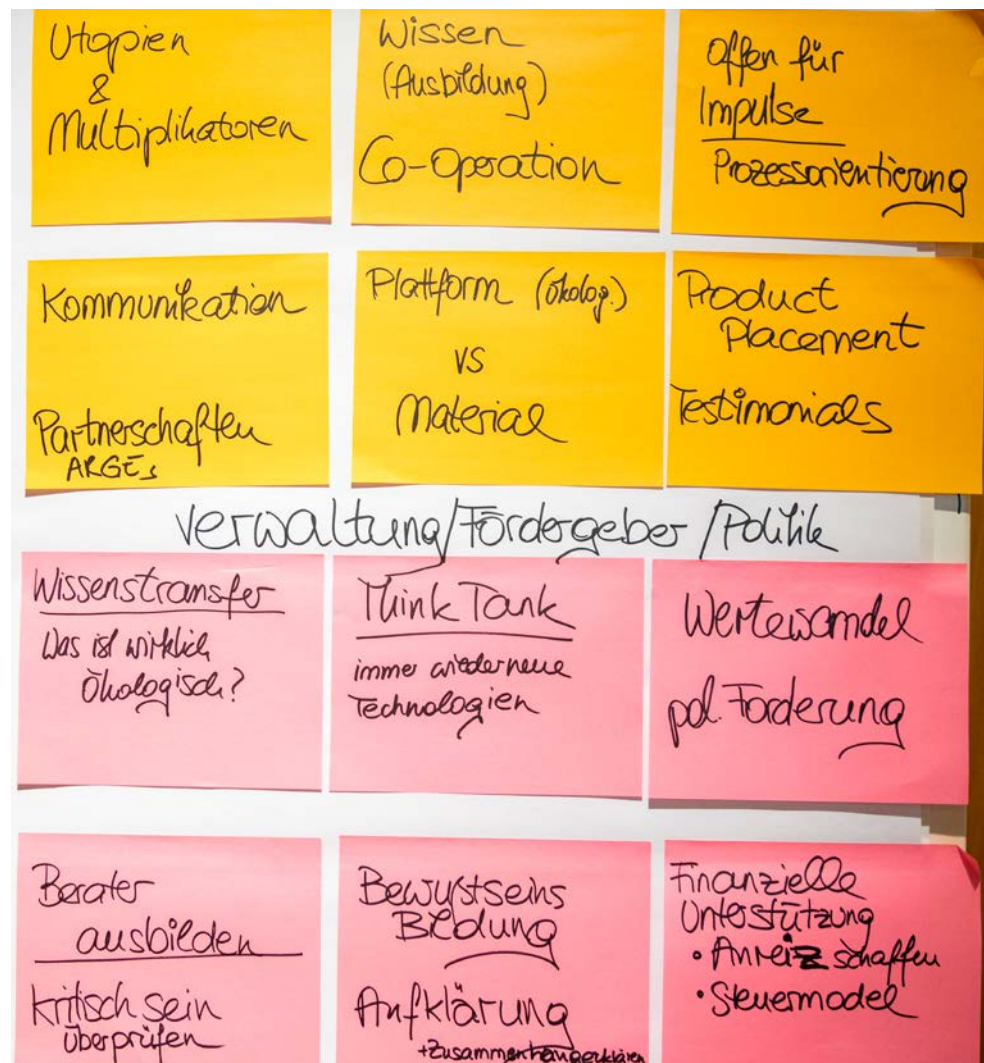 Utopien
&
Multiplikatoren
Wissen
(Ausbildung)
Co-Operation
Offen für
Impulse
Prozessorientierung
Kommunikation
Partnerschaften
ARGEs
Plattform (ökolog.)
VS
Material
Product
Placement
Testimonials
Verwaltung/Fördergeber/Politik
Wissenstransfer
Was ist wirklich
Ökologisch?
Think Tank
immer wieder neue
Technologien
Wertewandel
pol. Forderung
Berater
ausbilden
kritisch sein
überprüfen
Bewußtseins
Bildung
Aufklärung
+Zusammenhänge erklären
Finanzielle
Unterstützung
• Anreiz schaffen
• Steuermodel